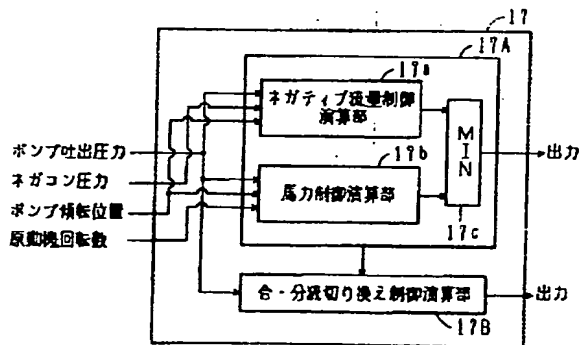 17
17A
17a
ネガティブ流量制御
演算部
17b
馬力制御演算部
MIN
17c
出力
ポンプ吐出圧力
ネガコン圧力
ポンプ傾転位置
原動機回転数
合・分流切り換え制御演算部
出力
17B